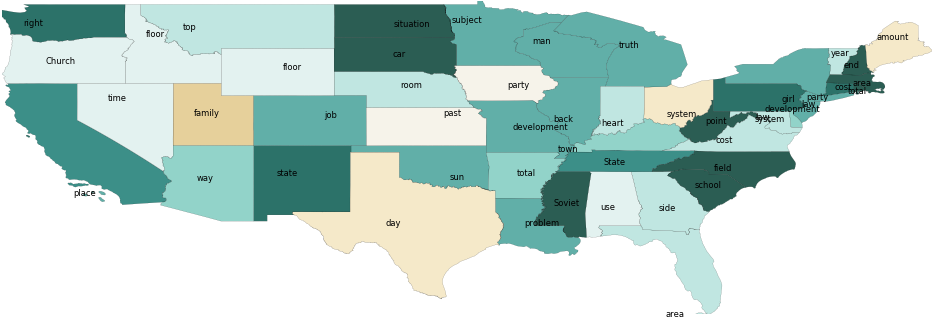 right
floor
top
situation
subject
Church
floor
car
man
truth
amount
year
end
time
family
job
room
party
past
development
back
heart
system
girl
cost
area
total
party
law
development
system
law
point
cost
place
way
state
sun
total
town
State
field
school
Soviet
use
side
day
problem
area